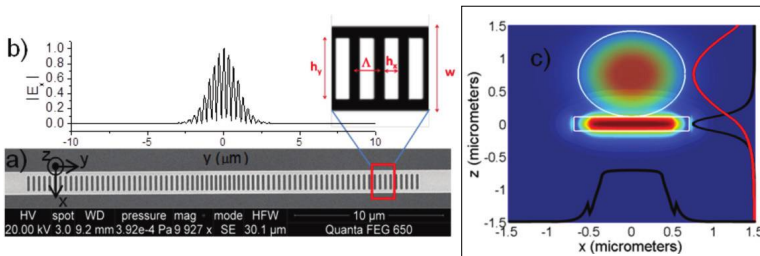 b)
|Ex|
1.0
0.8
0.6
0.4
0.2
0.0
-10 -5 0 5 10
y (μm)
hy
Λ
hx
w
a)
z
y
x
HV spot WD pressure mag mode HFW
20.00 kV 3.0 9.2 mm 3.92e-4 Pa 9 927 x SE 30.1 μm
10 μm
Quanta FEG 650
c)
z (micrometers)
1.5
1
0.5
0
-0.5
-1
-1.5
-1.5 -1 -0.5 0 0.5 1 1.5
x (micrometers)